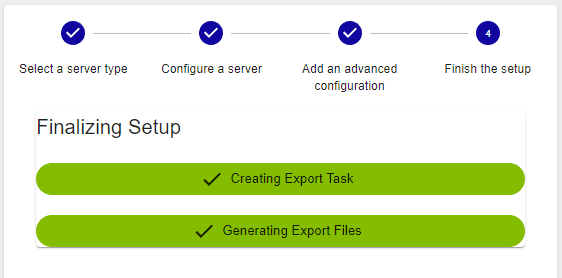 4
Select a server type
Configure a server
Add an advanced
configuration
Finish the setup
Finalizing Setup
Creating Export Task
Generating Export Files